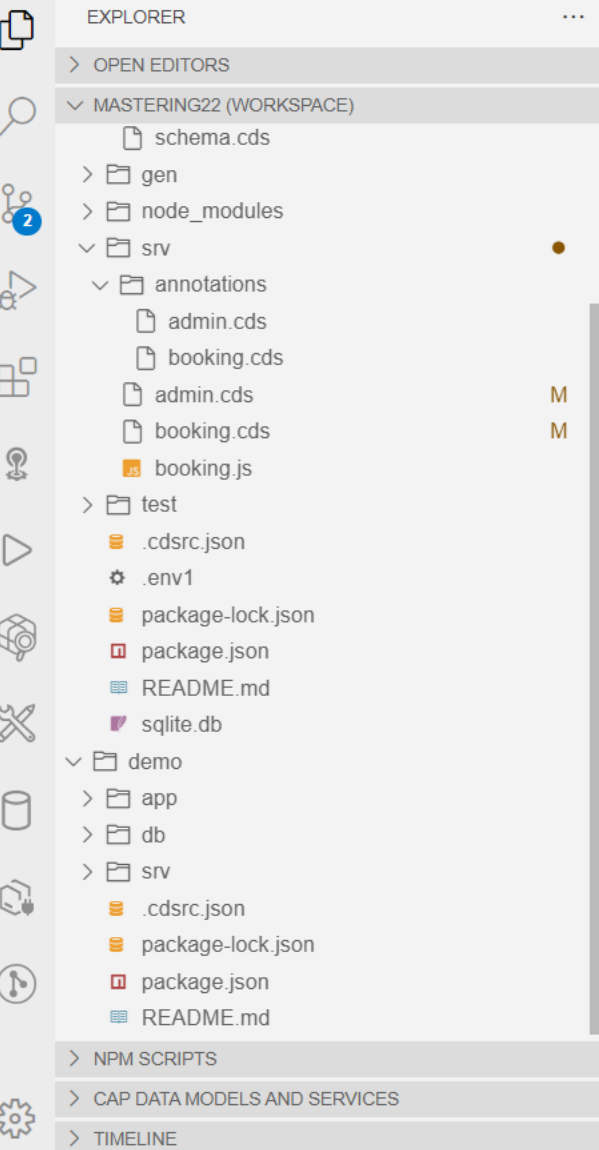 EXPLORER
OPEN EDITORS
MASTERING22 (WORKSPACE)
schema.cds
gen
node_modules
2
srv
annotations
admin.cds
booking.cds
admin.cds M
booking.cds M
JS booking.js
test
.cdsrc.json
.env1
package-lock.json
package.json
README.md
sqlite.db
demo
app
db
srv
.cdsrc.json
package-lock.json
package.json
README.md
NPM SCRIPTS
CAP DATA MODELS AND SERVICES
TIMELINE